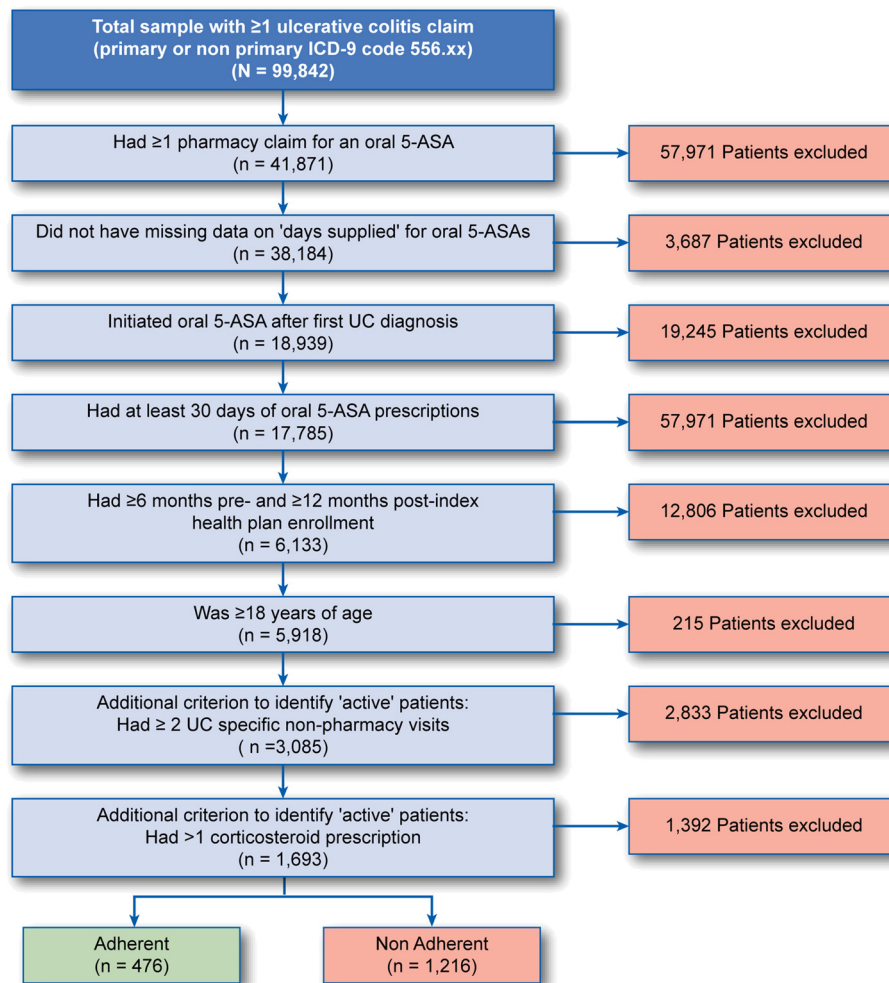 Total sample with ≥1 ulcerative colitis claim
(primary or non primary ICD-9 code 556.xx)
(N = 99,842)
Had ≥1 pharmacy claim for an oral 5-ASA
(n = 41,871)
57,971 Patients excluded
Did not have missing data on 'days supplied' for oral 5-ASAs
(n = 38,184)
3,687 Patients excluded
Initiated oral 5-ASA after first UC diagnosis
(n = 18,939)
19,245 Patients excluded
Had at least 30 days of oral 5-ASA prescriptions
(n = 17,785)
57,971 Patients excluded
Had ≥6 months pre- and ≥12 months post-index
health plan enrollment
(n = 6,133)
12,806 Patients excluded
Was ≥18 years of age
(n = 5,918)
215 Patients excluded
Additional criterion to identify 'active' patients:
Had ≥ 2 UC specific non-pharmacy visits
( n =3,085)
2,833 Patients excluded
Additional criterion to identify 'active' patients:
Had >1 corticosteroid prescription
(n = 1,693)
1,392 Patients excluded
Adherent
(n = 476)
Non Adherent
(n = 1,216)